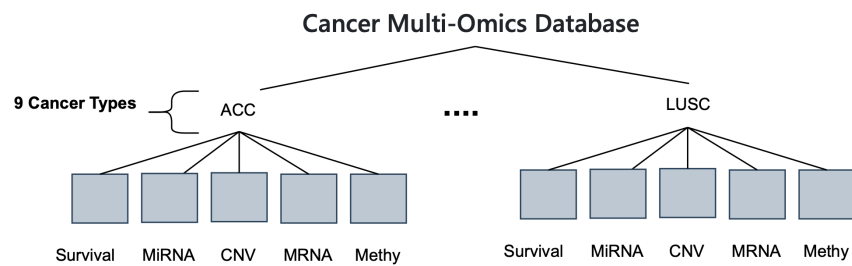 Cancer Multi-Omics Database
9 Cancer Types
ACC
....
LUSC
Survival MiRNA CNV MRNA Methy
Survival MiRNA CNV MRNA Methy